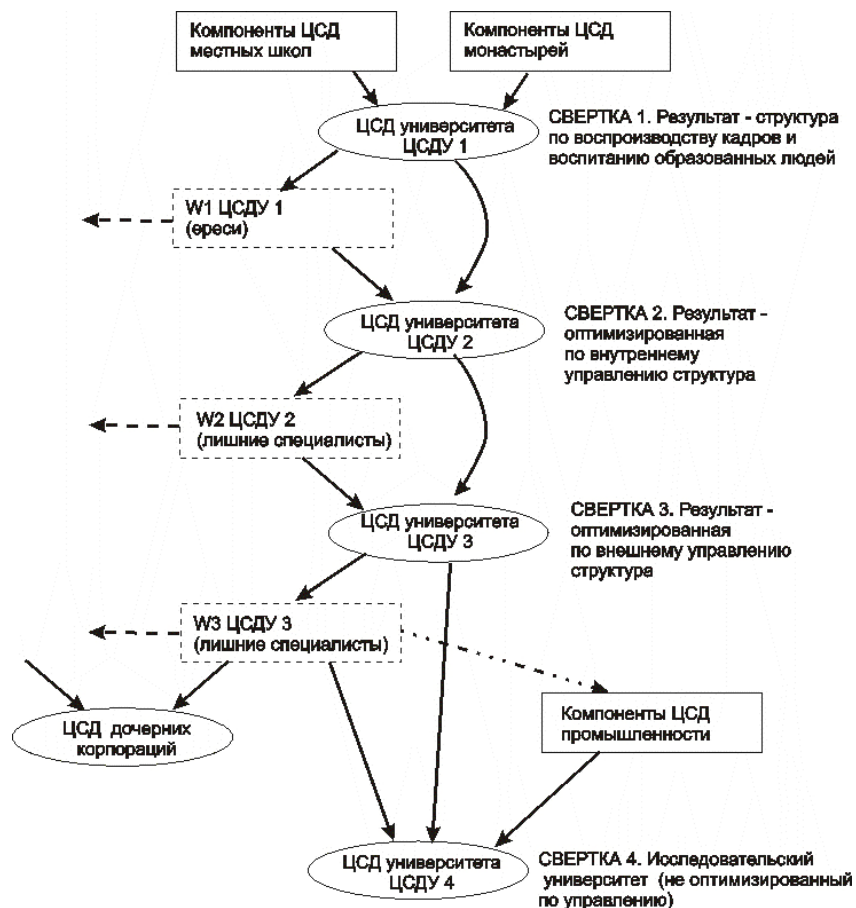 Компоненты ЦСД
местных школ
Компоненты ЦСД
монастырей
ЦСД университета
ЦСДУ 1
СВЕРТКА 1. Результат - структура
по воспроизводству кадров и
воспитанию образованных людей
W1 ЦСДУ 1
(ереси)
ЦСД университета
ЦСДУ 2
СВЕРТКА 2. Результат -
оптимизированная
по внутреннему
управлению структура
W2 ЦСДУ 2
(лишние специалисты)
ЦСД университета
ЦСДУ 3
СВЕРТКА 3. Результат -
оптимизированная
по внешнему управлению
структура
W3 ЦСДУ 3
(лишние специалисты)
ЦСД дочерних
корпораций
Компоненты ЦСД
промышленности
ЦСД университета
ЦСДУ 4
СВЕРТКА 4. Исследовательский
университет (не оптимизированный
по управлению)